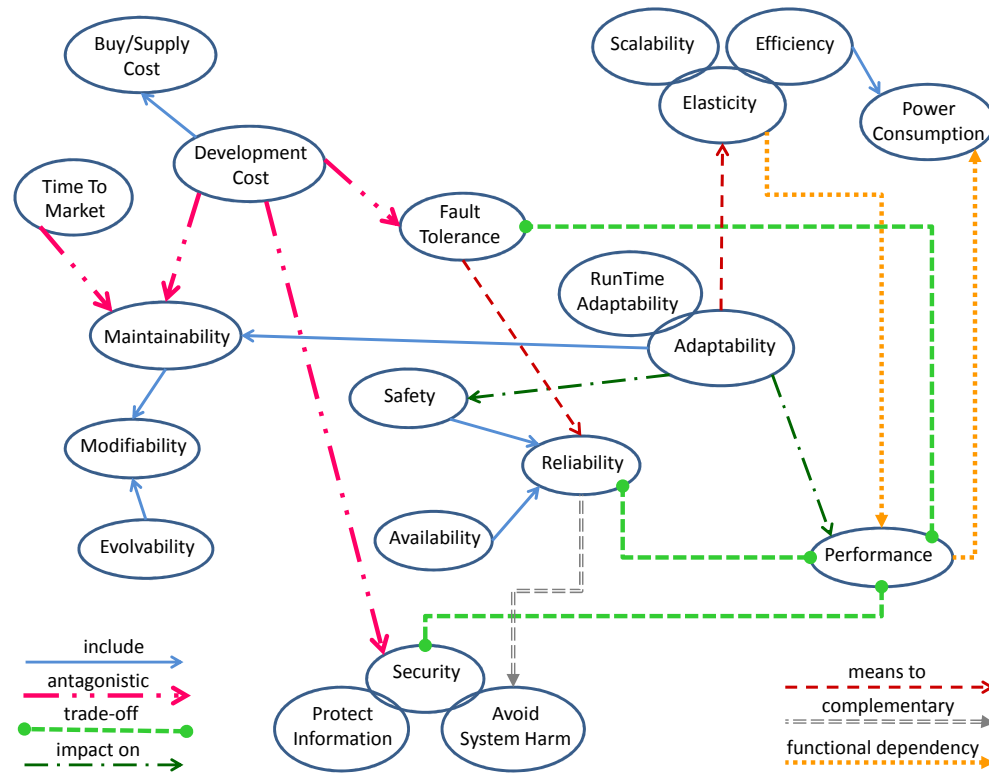 Buy/Supply
Cost
Scalability
Efficiency
Elasticity
Power
Consumption
Development
Cost
Time To
Market
Fault
Tolerance
RunTime
Adaptability
Maintainability
Adaptability
Safety
Modifiability
Reliability
Availability
Evolvability
Performance
Security
Protect
Information
Avoid
System Harm
include
antagonistic
trade-off
impact on
means to
complementary
functional dependency